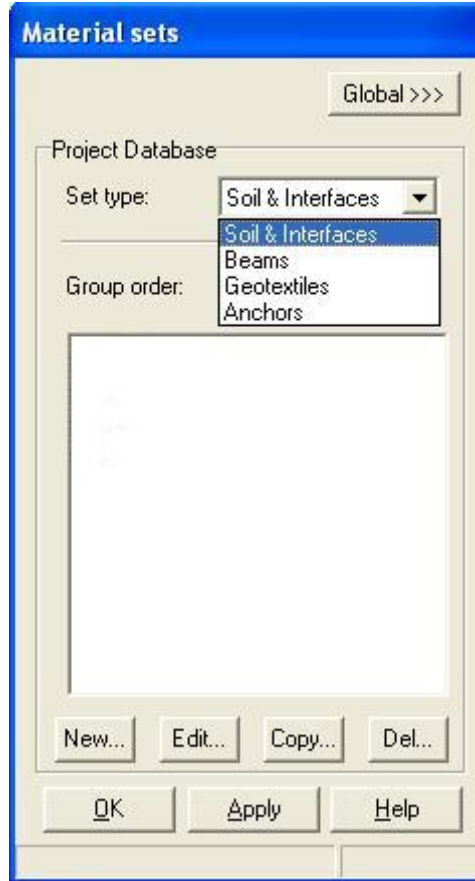 Material sets
Global >>>
Project Database
Set type: Soil & Interfaces
Soil & Interfaces
Beams
Group order: Geotextiles
Anchors
New... Edit... Copy... Del...
OK Apply Help